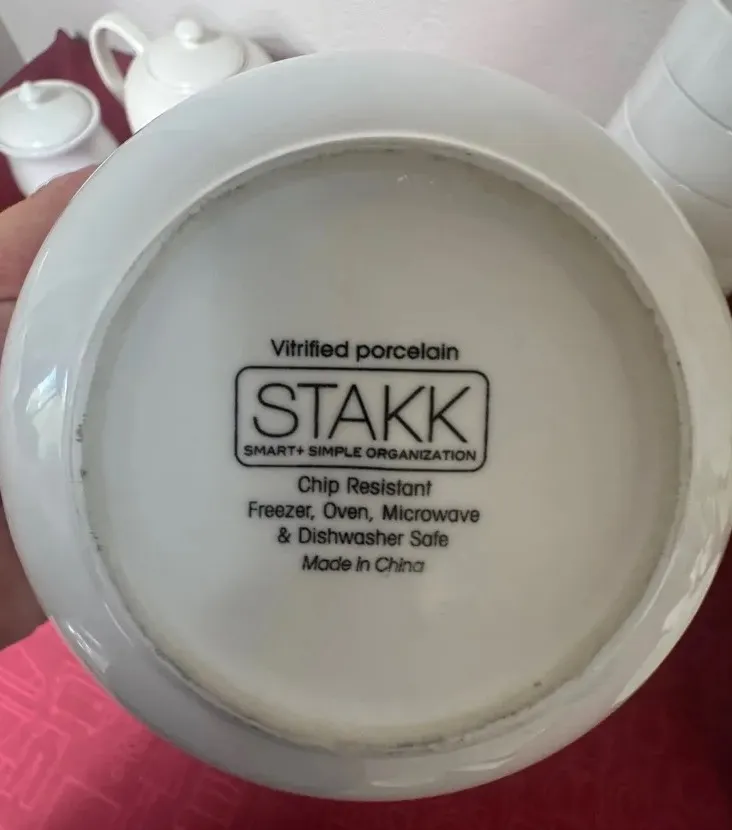 Vitrified porcelain
STAKK
SMART+ SIMPLE ORGANIZATION
Chip Resistant
Freezer, Oven, Microwave
& Dishwasher Safe
Made in China